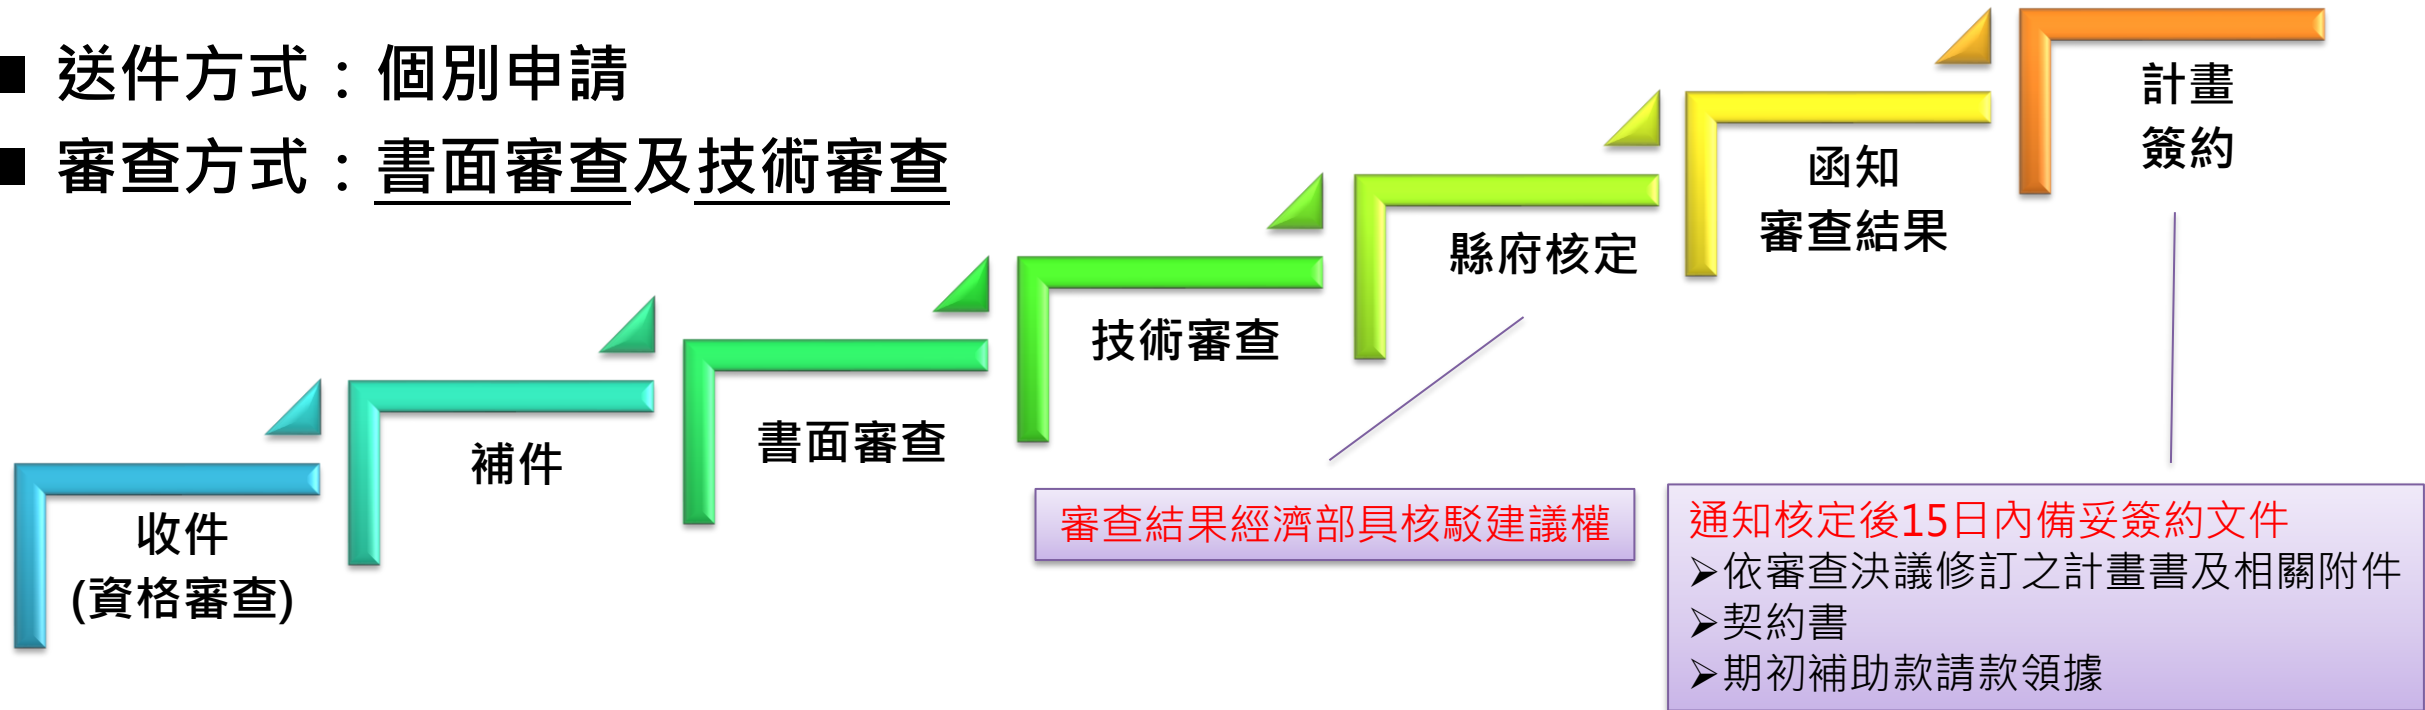 ■ 送件方式：個別申請
■ 審查方式：書面審查及技術審查
收件
(資格審查)
補件
書面審查
技術審查
縣府核定
函知
審查結果
計畫
簽約
審查結果經濟部具核駁建議權
通知核定後15日內備妥簽約文件
➢依審查決議修訂之計畫書及相關附件
➢契約書
➢期初補助款請款領據